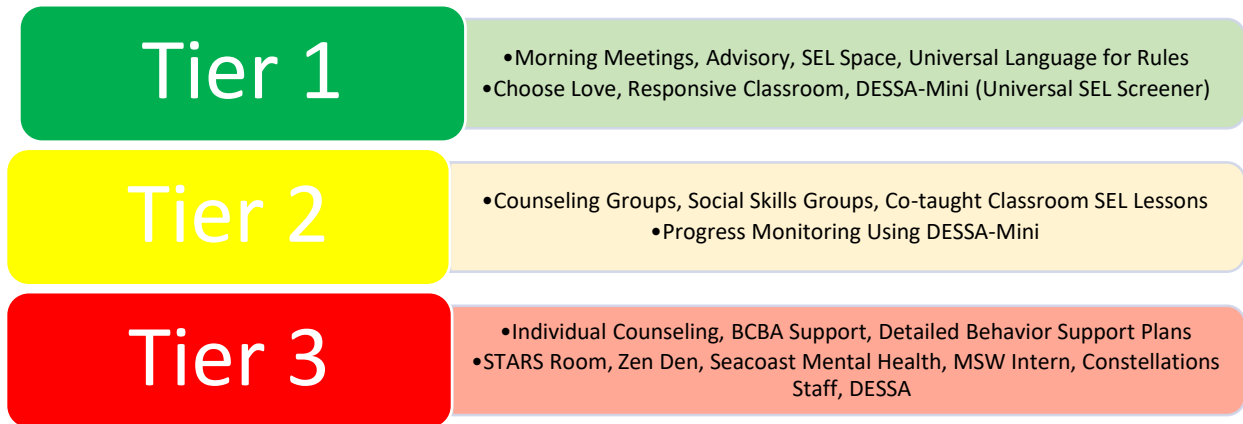 Tier 1
•Morning Meetings, Advisory, SEL Space, Universal Language for Rules
•Choose Love, Responsive Classroom, DESSA-Mini (Universal SEL Screener)
Tier 2
•Counseling Groups, Social Skills Groups, Co-taught Classroom SEL Lessons
•Progress Monitoring Using DESSA-Mini
Tier 3
•Individual Counseling, BCBA Support, Detailed Behavior Support Plans
•STARS Room, Zen Den, Seacoast Mental Health, MSW Intern, Constellations
Staff, DESSA